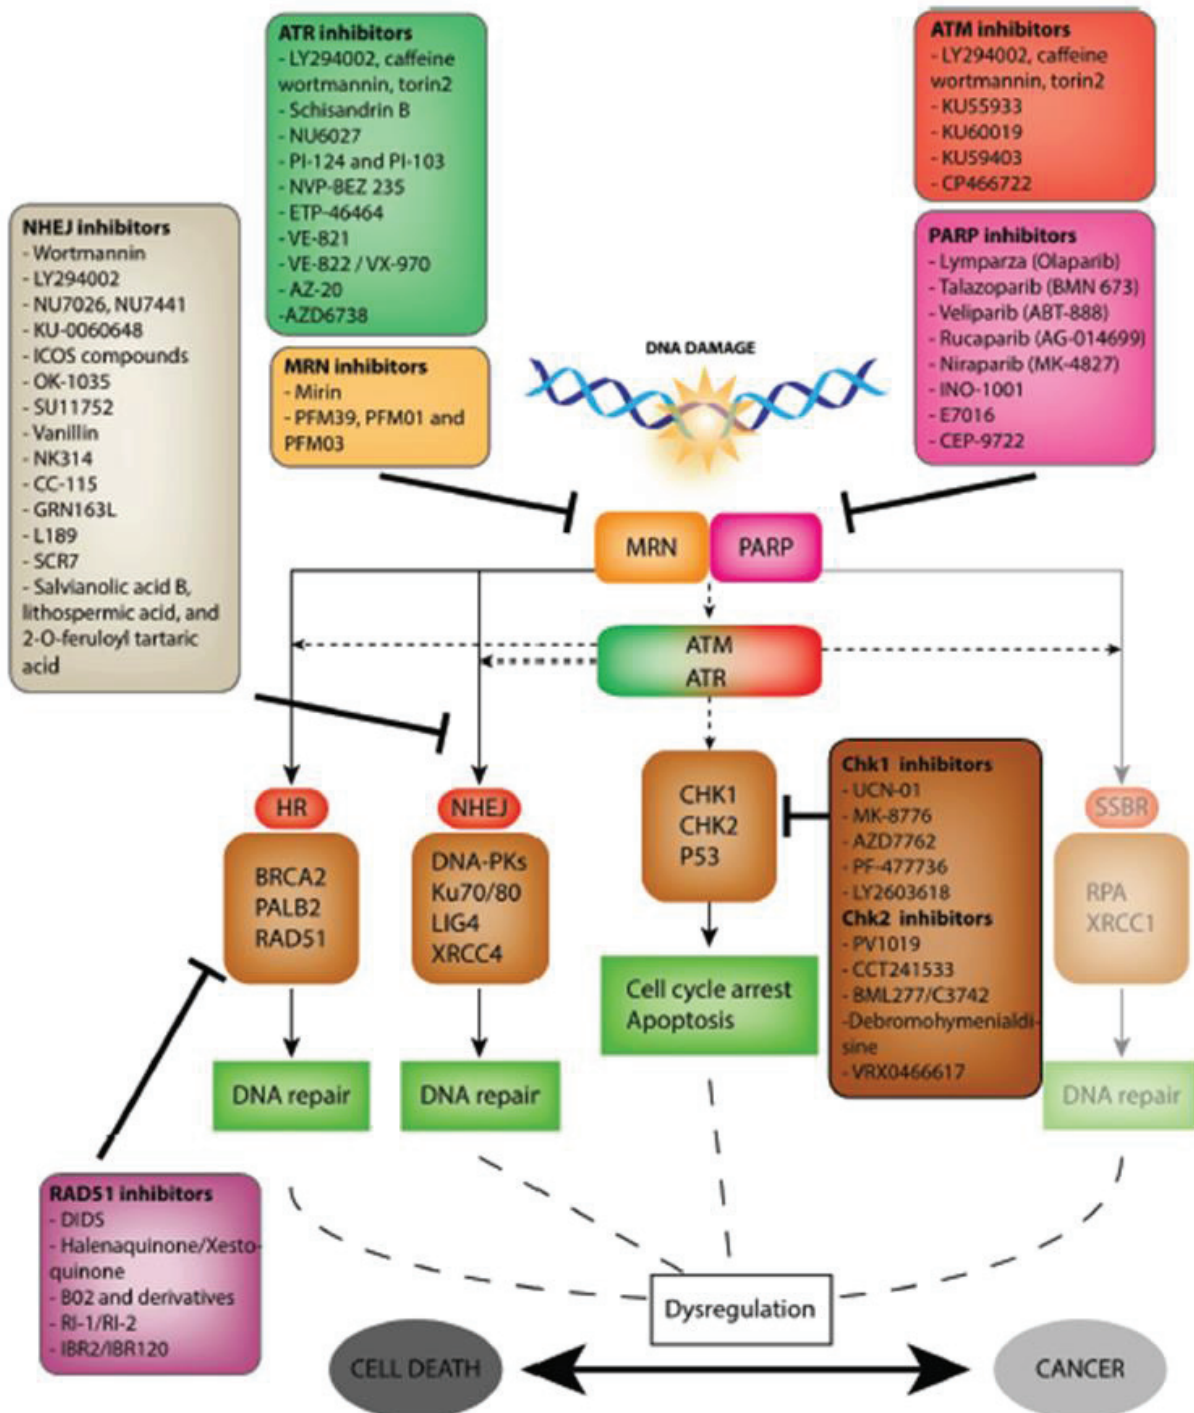 ATR inhibitors
- LY294002, caffeine
wortmannin, torin2
- Schisandrin B
- NU6027
- PI-124 and PI-103
- NVP-BEZ 235
- ETP-46464
- VE-821
- VE-822 / VX-970
- AZ-20
-AZD6738
ATM inhibitors
- LY294002, caffeine
wortmannin, torin2
- KU55933
- KU60019
- KU59403
- CP466722
NHEJ inhibitors
- Wortmannin
- LY294002
- NU7026, NU7441
- KU-0060648
- ICOS compounds
- OK-1035
- SU11752
- Vanillin
- NK314
- CC-115
- GRN163L
- L189
- SCR7
- Salvianolic acid B,
lithospermic acid, and
2-O-feruloyl tartaric
acid
PARP inhibitors
- Lymparza (Olaparib)
- Talazoparib (BMN 673)
- Veliparib (ABT-888)
- Rucaparib (AG-014699)
- Niraparib (MK-4827)
- INO-1001
- E7016
- CEP-9722
MRN inhibitors
- Mirin
- PFM39, PFM01 and
PFM03
DNA DAMAGE
MRN
PARP
ATM
ATR
HR
BRCA2
PALB2
RAD51
NHEJ
DNA-PKs
Ku70/80
LIG4
XRCC4
CHK1
CHK2
P53
Chk1 inhibitors
- UCN-01
- MK-8776
- AZD7762
- PF-477736
- LY2603618
Chk2 inhibitors
- PV1019
- CCT241533
- BML277/C3742
-Debromohymenialdi-
sine
- VRX0466617
SSBR
RPA
XRCC1
Cell cycle arrest
Apoptosis
DNA repair
DNA repair
DNA repair
RAD51 inhibitors
- DIDS
- Halenaquinone/Xesto-
quinone
- B02 and derivatives
- RI-1/RI-2
- IBR2/IBR120
Dysregulation
CELL DEATH
CANCER